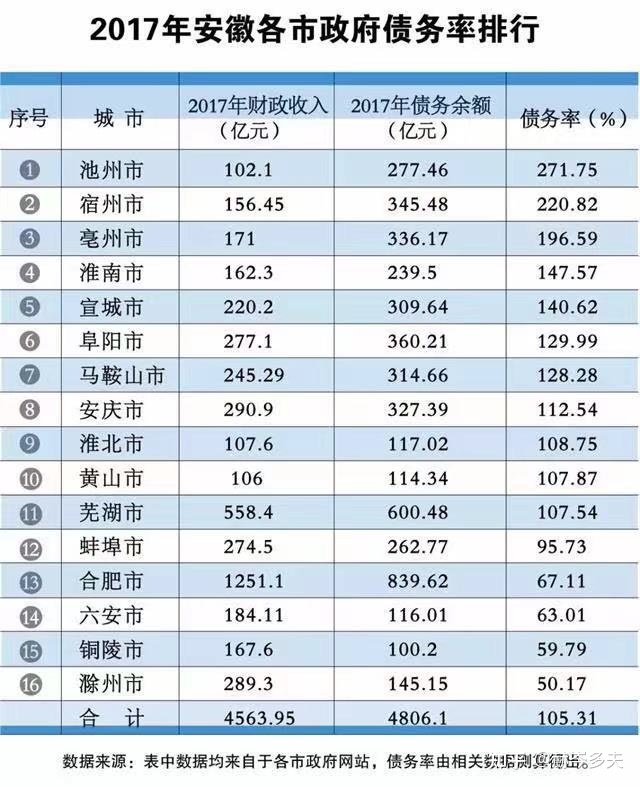 2017年安徽各市政府债务率排行
序号 城市 2017年财政收入（亿元） 2017年债务余额（亿元） 债务率（%）
1 池州市 102.1 277.46 271.75
2 宿州市 156.45 345.48 220.82
3 亳州市 171 336.17 196.59
4 淮南市 162.3 239.5 147.57
5 宣城市 220.2 309.64 140.62
6 阜阳市 277.1 360.21 129.99
7 马鞍山市 245.29 314.66 128.28
8 安庆市 290.9 327.39 112.54
9 淮北市 107.6 117.02 108.75
10 黄山市 106 114.34 107.87
11 芜湖市 558.4 600.48 107.54
12 蚌埠市 274.5 262.77 95.73
13 合肥市 1251.1 839.62 67.11
14 六安市 184.11 116.01 63.01
15 铜陵市 167.6 100.2 59.79
16 滁州市 289.3 145.15 50.17
合计 4563.95 4806.1 105.31
数据来源：表中数据均来自于各市政府网站，债务率由相关数据得出。